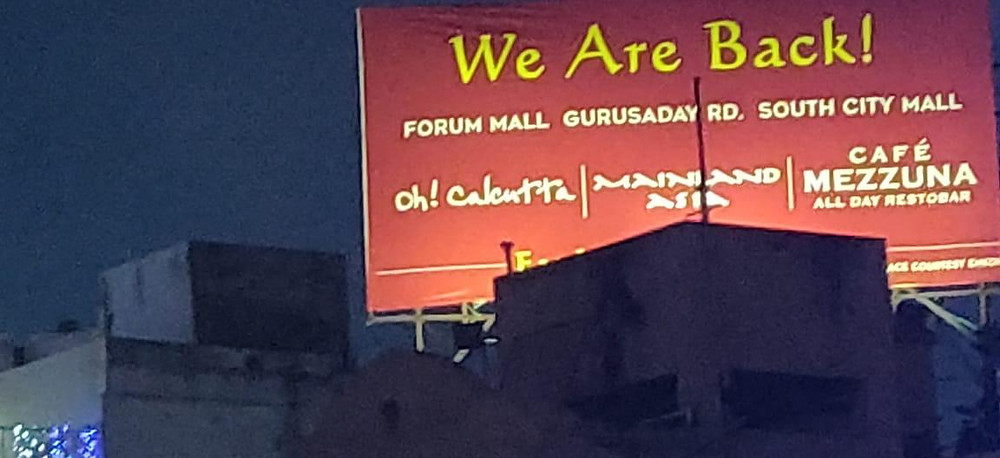 We Are Back!
FORUM MALL GURUSADAY RD. SOUTH CITY MALL
Oh! Calcutta
MAINLAND
ASIA
CAFÉ
MEZZUNA
ALL DAY RESTOBAR
COURTESY